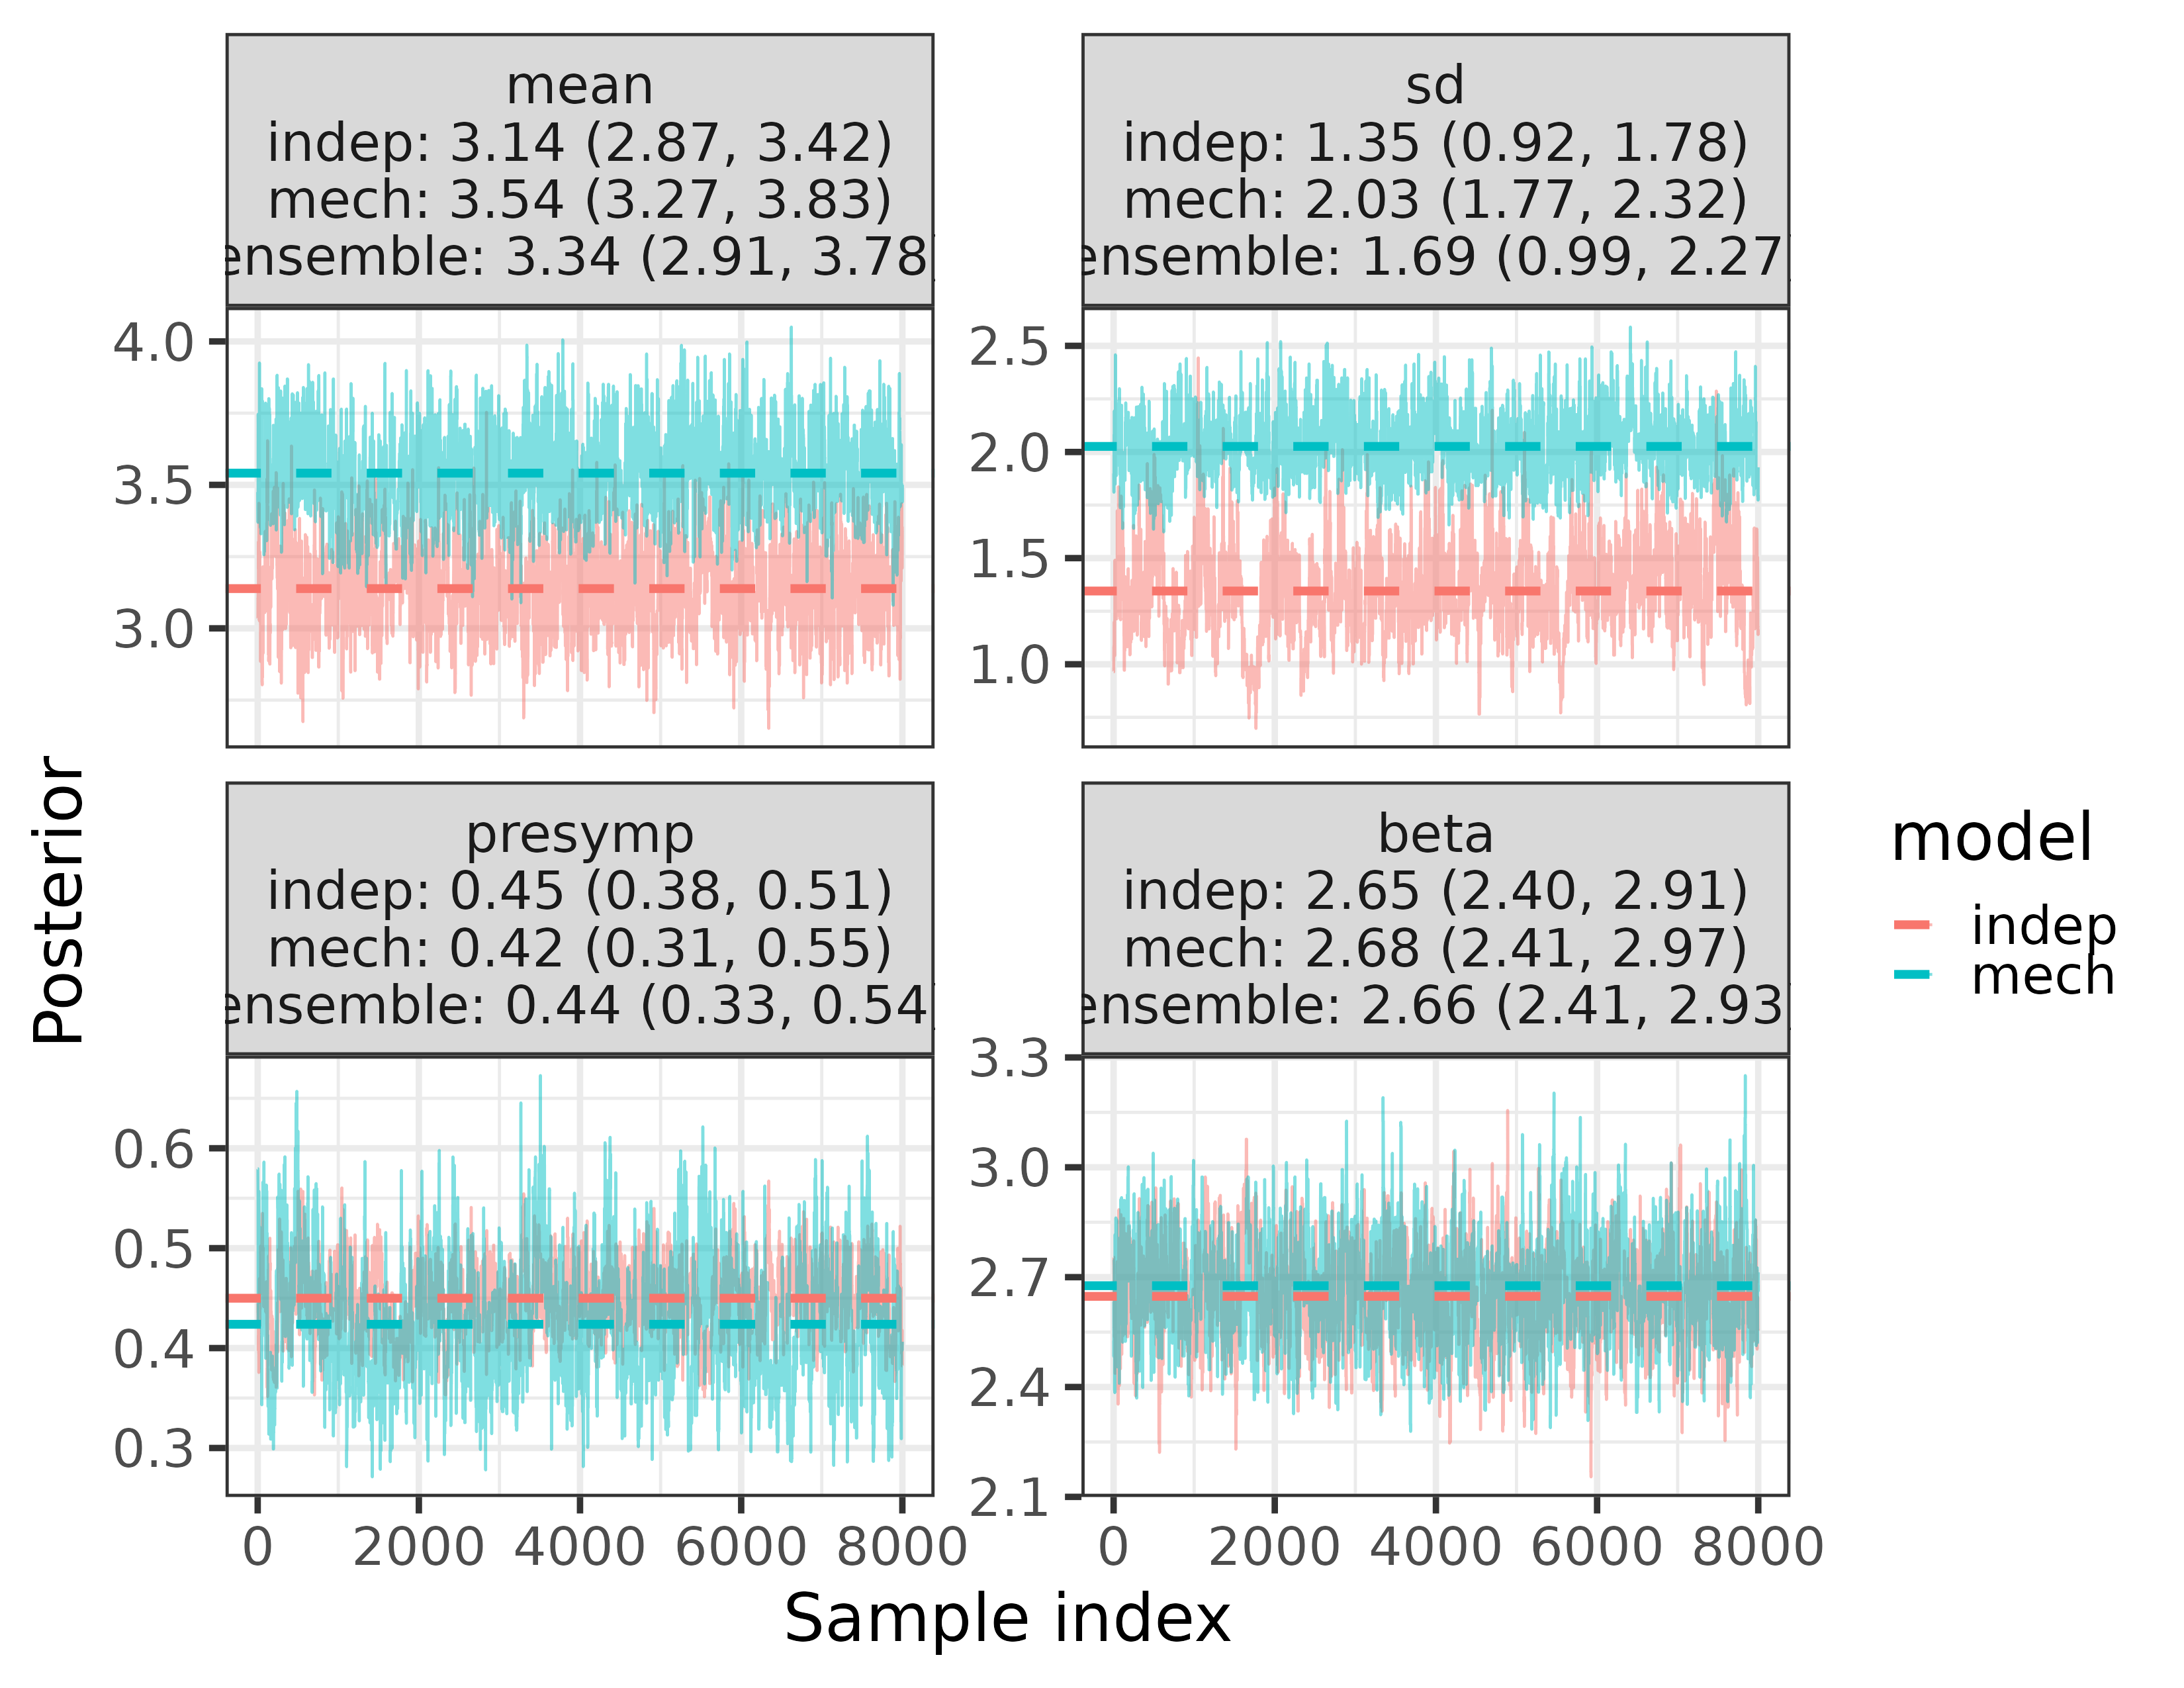 mean
indep: 3.14 (2.87, 3.42)
mech: 3.54 (3.27, 3.83)
ensemble: 3.34 (2.91, 3.78
4.0
3.5
3.0
sd
indep: 1.35 (0.92, 1.78)
mech: 2.03 (1.77, 2.32)
ensemble: 1.69 (0.99, 2.27
2.5
2.0
1.5
1.0
Posterior
presymp
indep: 0.45 (0.38, 0.51)
mech: 0.42 (0.31, 0.55)
ensemble: 0.44 (0.33, 0.54
0.6
0.5
0.4
0.3
0 2000 4000 6000 8000
beta
indep: 2.65 (2.40, 2.91)
mech: 2.68 (2.41, 2.97)
ensemble: 2.66 (2.41, 2.93
3.3
3.0
2.7
2.4
2.1
0 2000 4000 6000 8000
Sample index
model
indep
mech